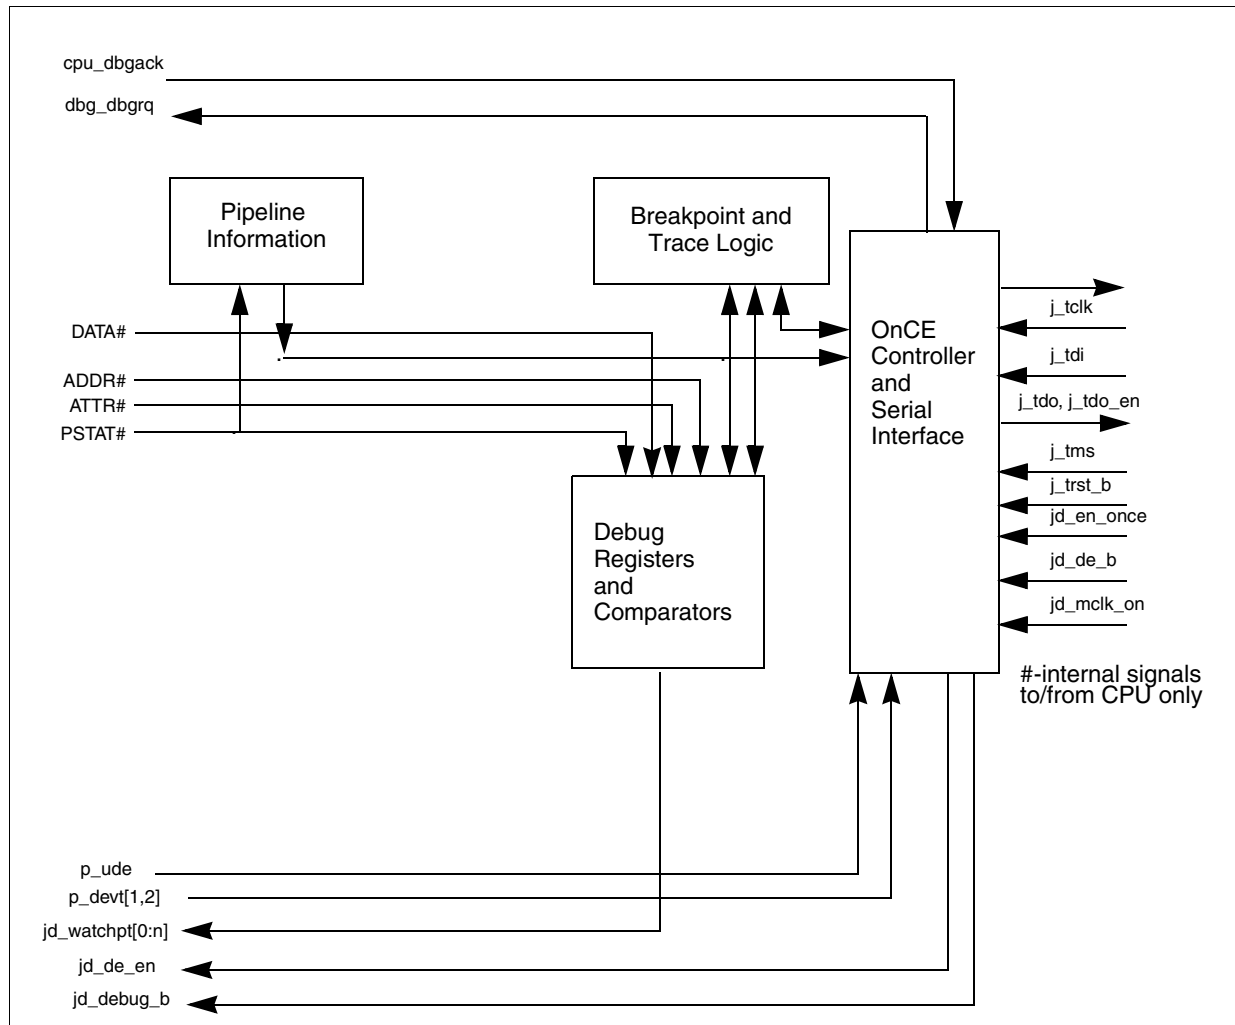 cpu_dbgack
dbg_dbgrq
Pipeline
Information
Breakpoint and
Trace Logic
DATA#
ADDR#
ATTR#
PSTAT#
OnCE
Controller
and
Serial
Interface
j_tclk
j_tdi
j_tdo, j_tdo_en
j_tms
j_trst_b
jd_en_once
jd_de_b
jd_mclk_on
Debug
Registers
and
Comparators
#-internal signals
to/from CPU only
p_ude
p_devt[1,2]
jd_watchpt[0:n]
jd_de_en
jd_debug_b